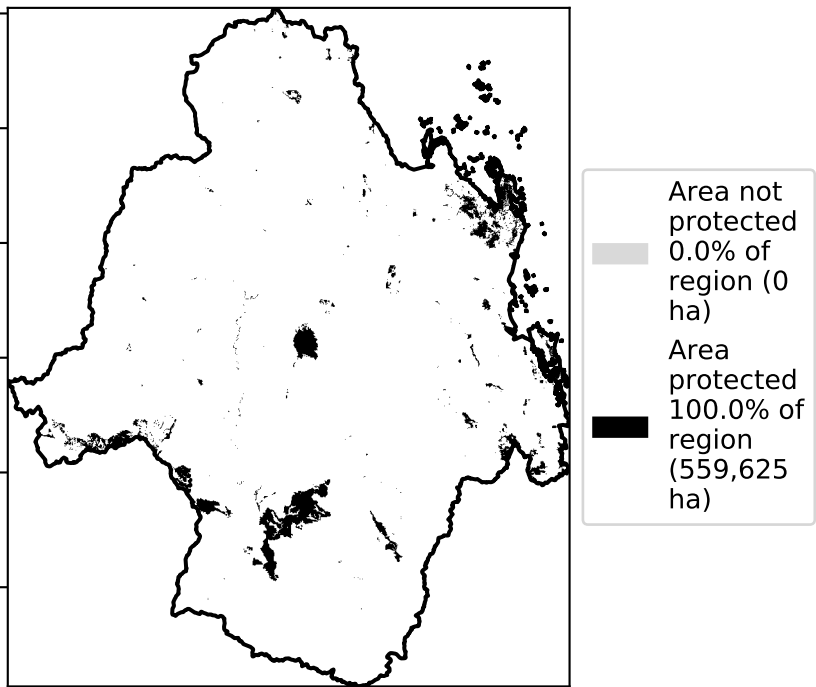 Area not
protected
0.0% of
region (0
ha)
Area
protected
100.0% of
region
(559,625
ha)